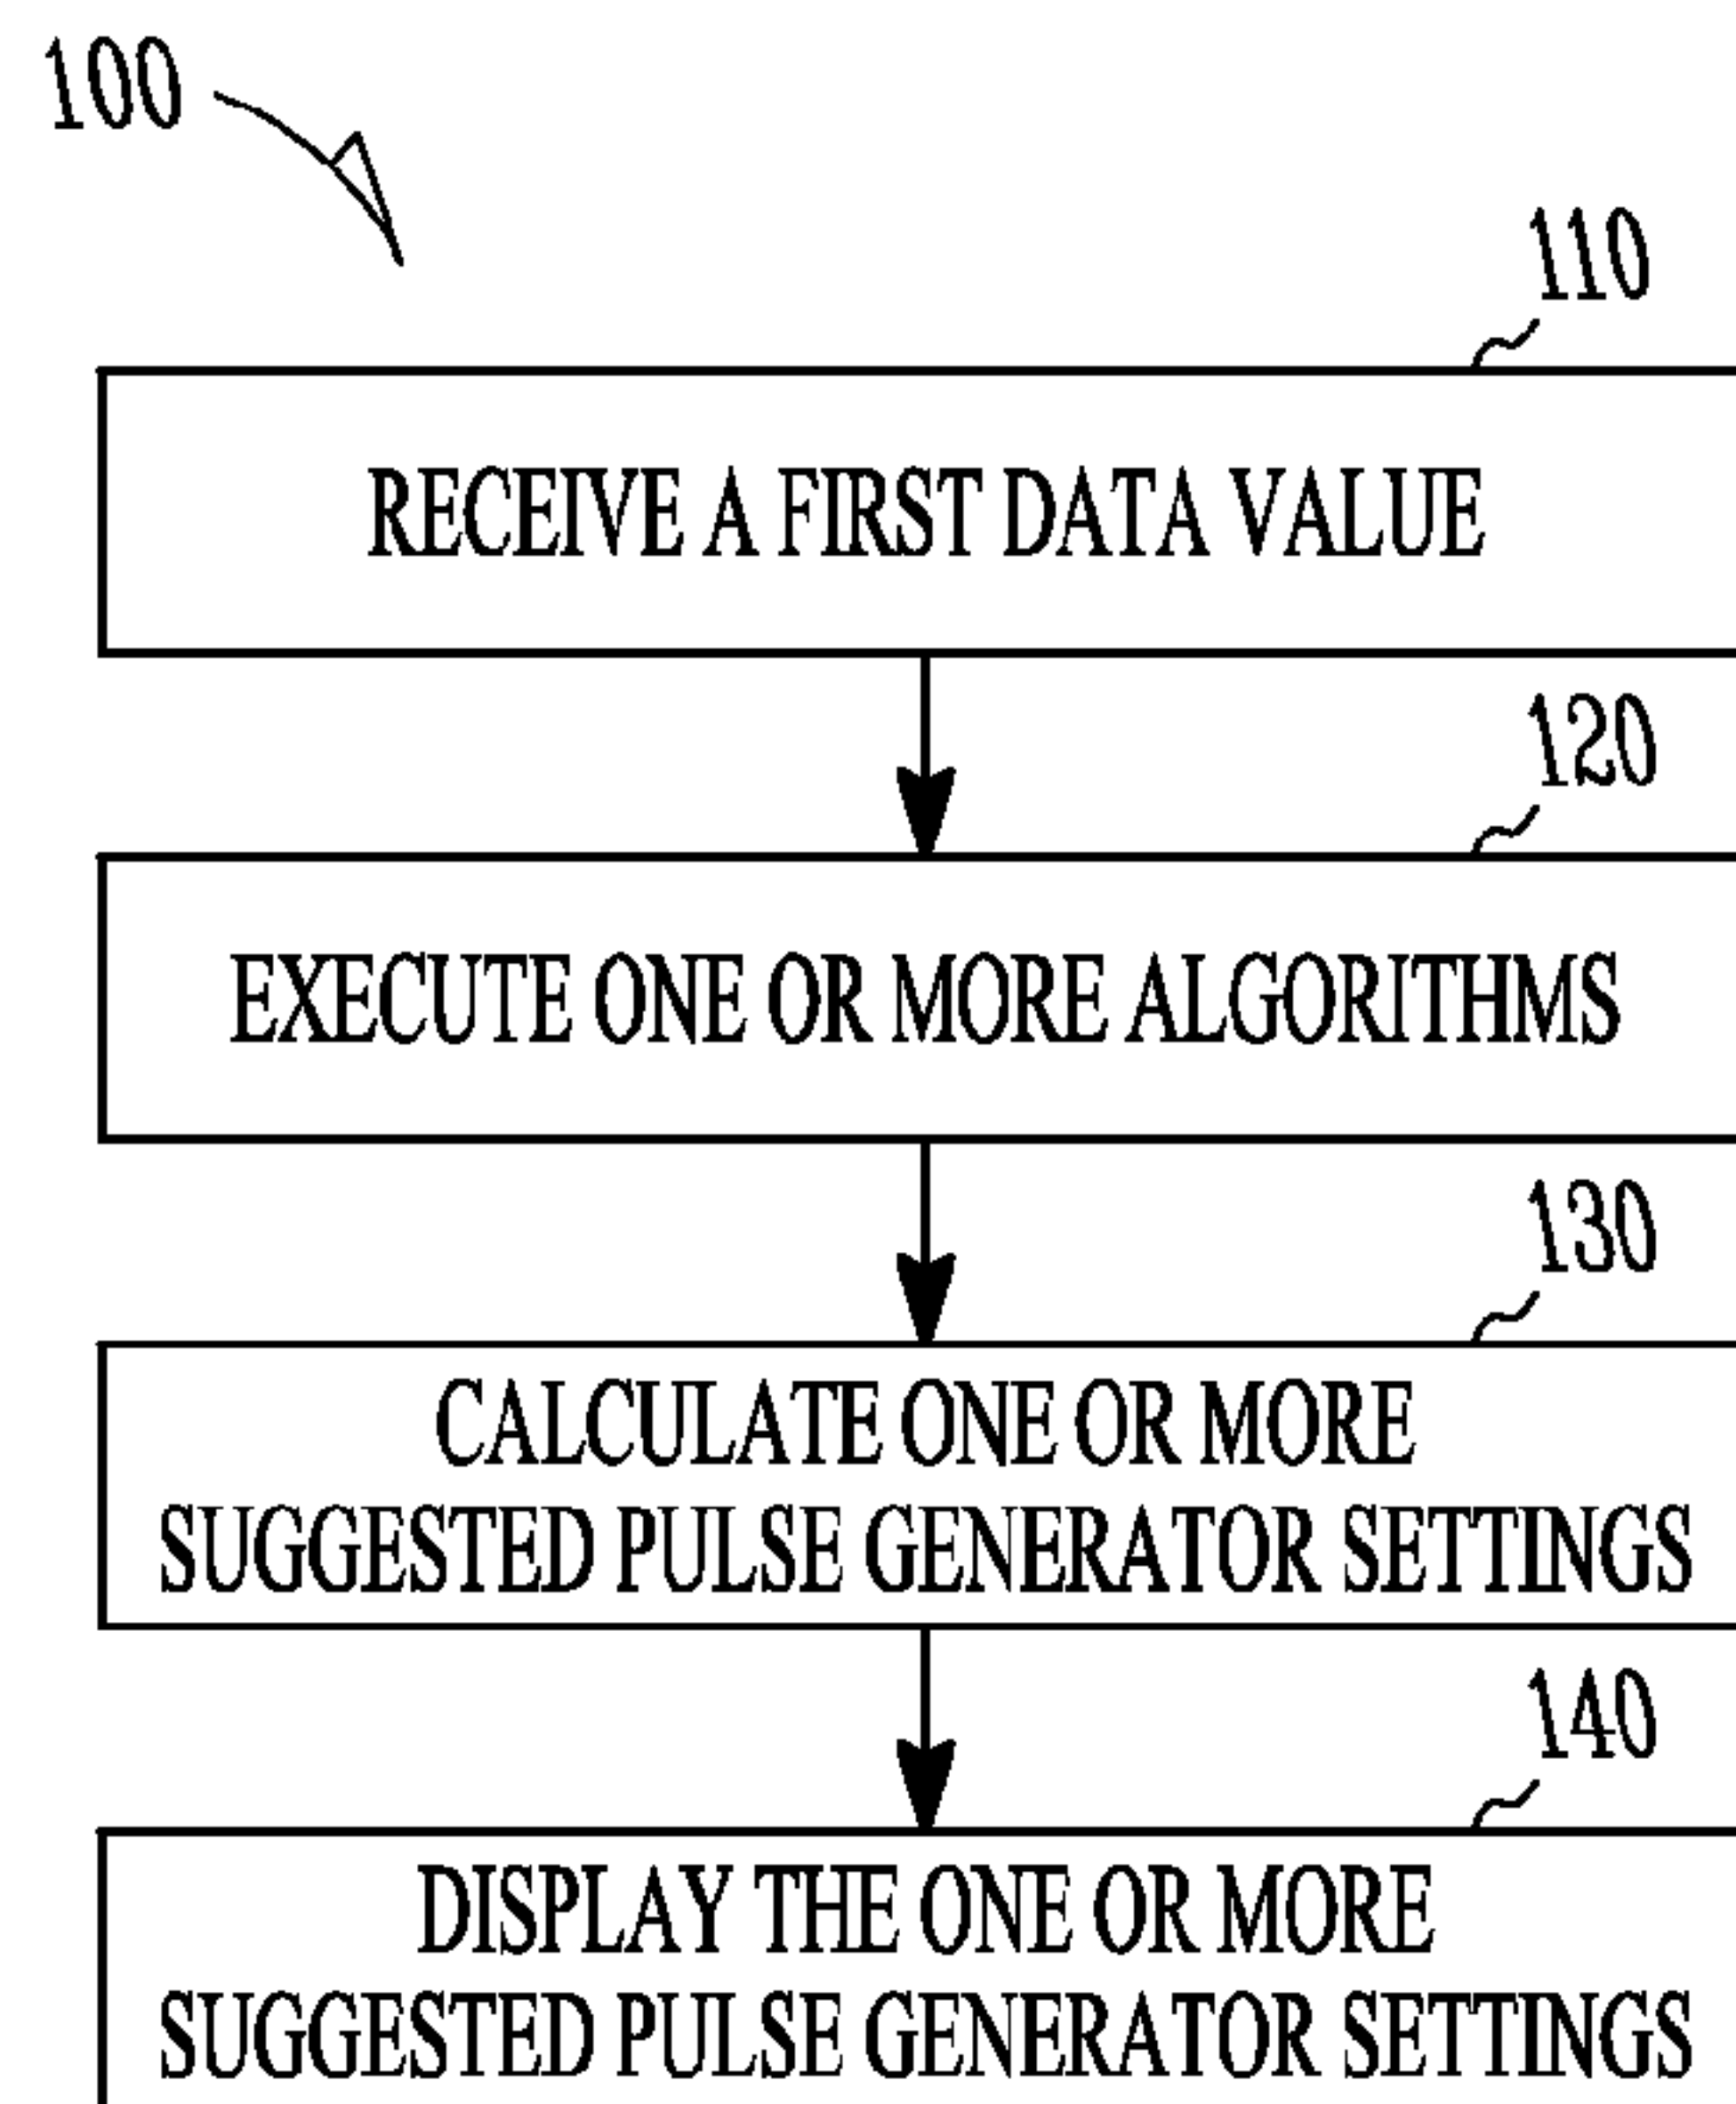 100
110
RECEIVE A FIRST DATA VALUE
120
EXECUTE ONE OR MORE ALGORITHMS
130
CALCULATE ONE OR MORE
SUGGESTED PULSE GENERATOR SETTINGS
140
DISPLAY THE ONE OR MORE
SUGGESTED PULSE GENERATOR SETTINGS